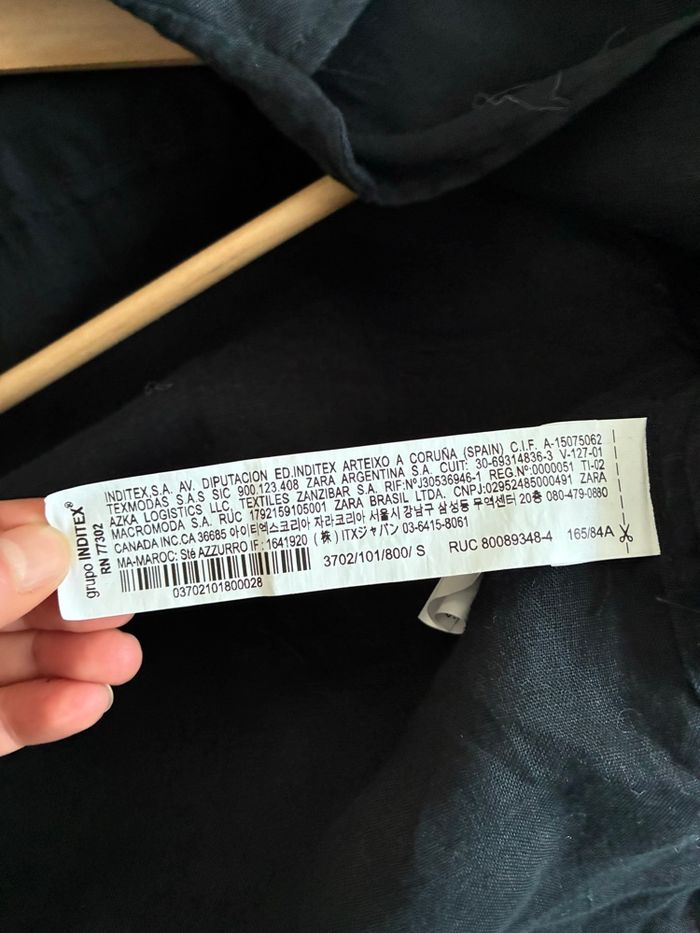 grupo INDITEX®
RN 77302
INDITEX,S.A. AV. DIPUTACION ED.INDITEX ARTEIXO A CORUÑA (SPAIN) C.I.F. A-15075062
TEXMODAS S.A.S SIC 900.123.408 ZARA ARGENTINA S.A. CUIT: 30-69314836-3 V-127-01
AZKA LOGISTICS LLC, TEXTILES ZANZIBAR S.A. RIF:NºJ30536946-1 REG.Nº:0000051 TI-02
MACROMODA S.A. RUC 1792159105001 ZARA BRASIL LTDA. CNPJ-02952485000491 ZARA
CANADA INC.CA 36685 아이티엑스코리아 자라코리아 서울시 강남구 삼성동 무역센터 20층 080-479-0880
MA-MAROC: Sté AZZURRO IF : 1641920 (株) ITXジャパン 03-6415-8061
3702/101/800/ S RUC 80089348-4 165/84A
03702101800028